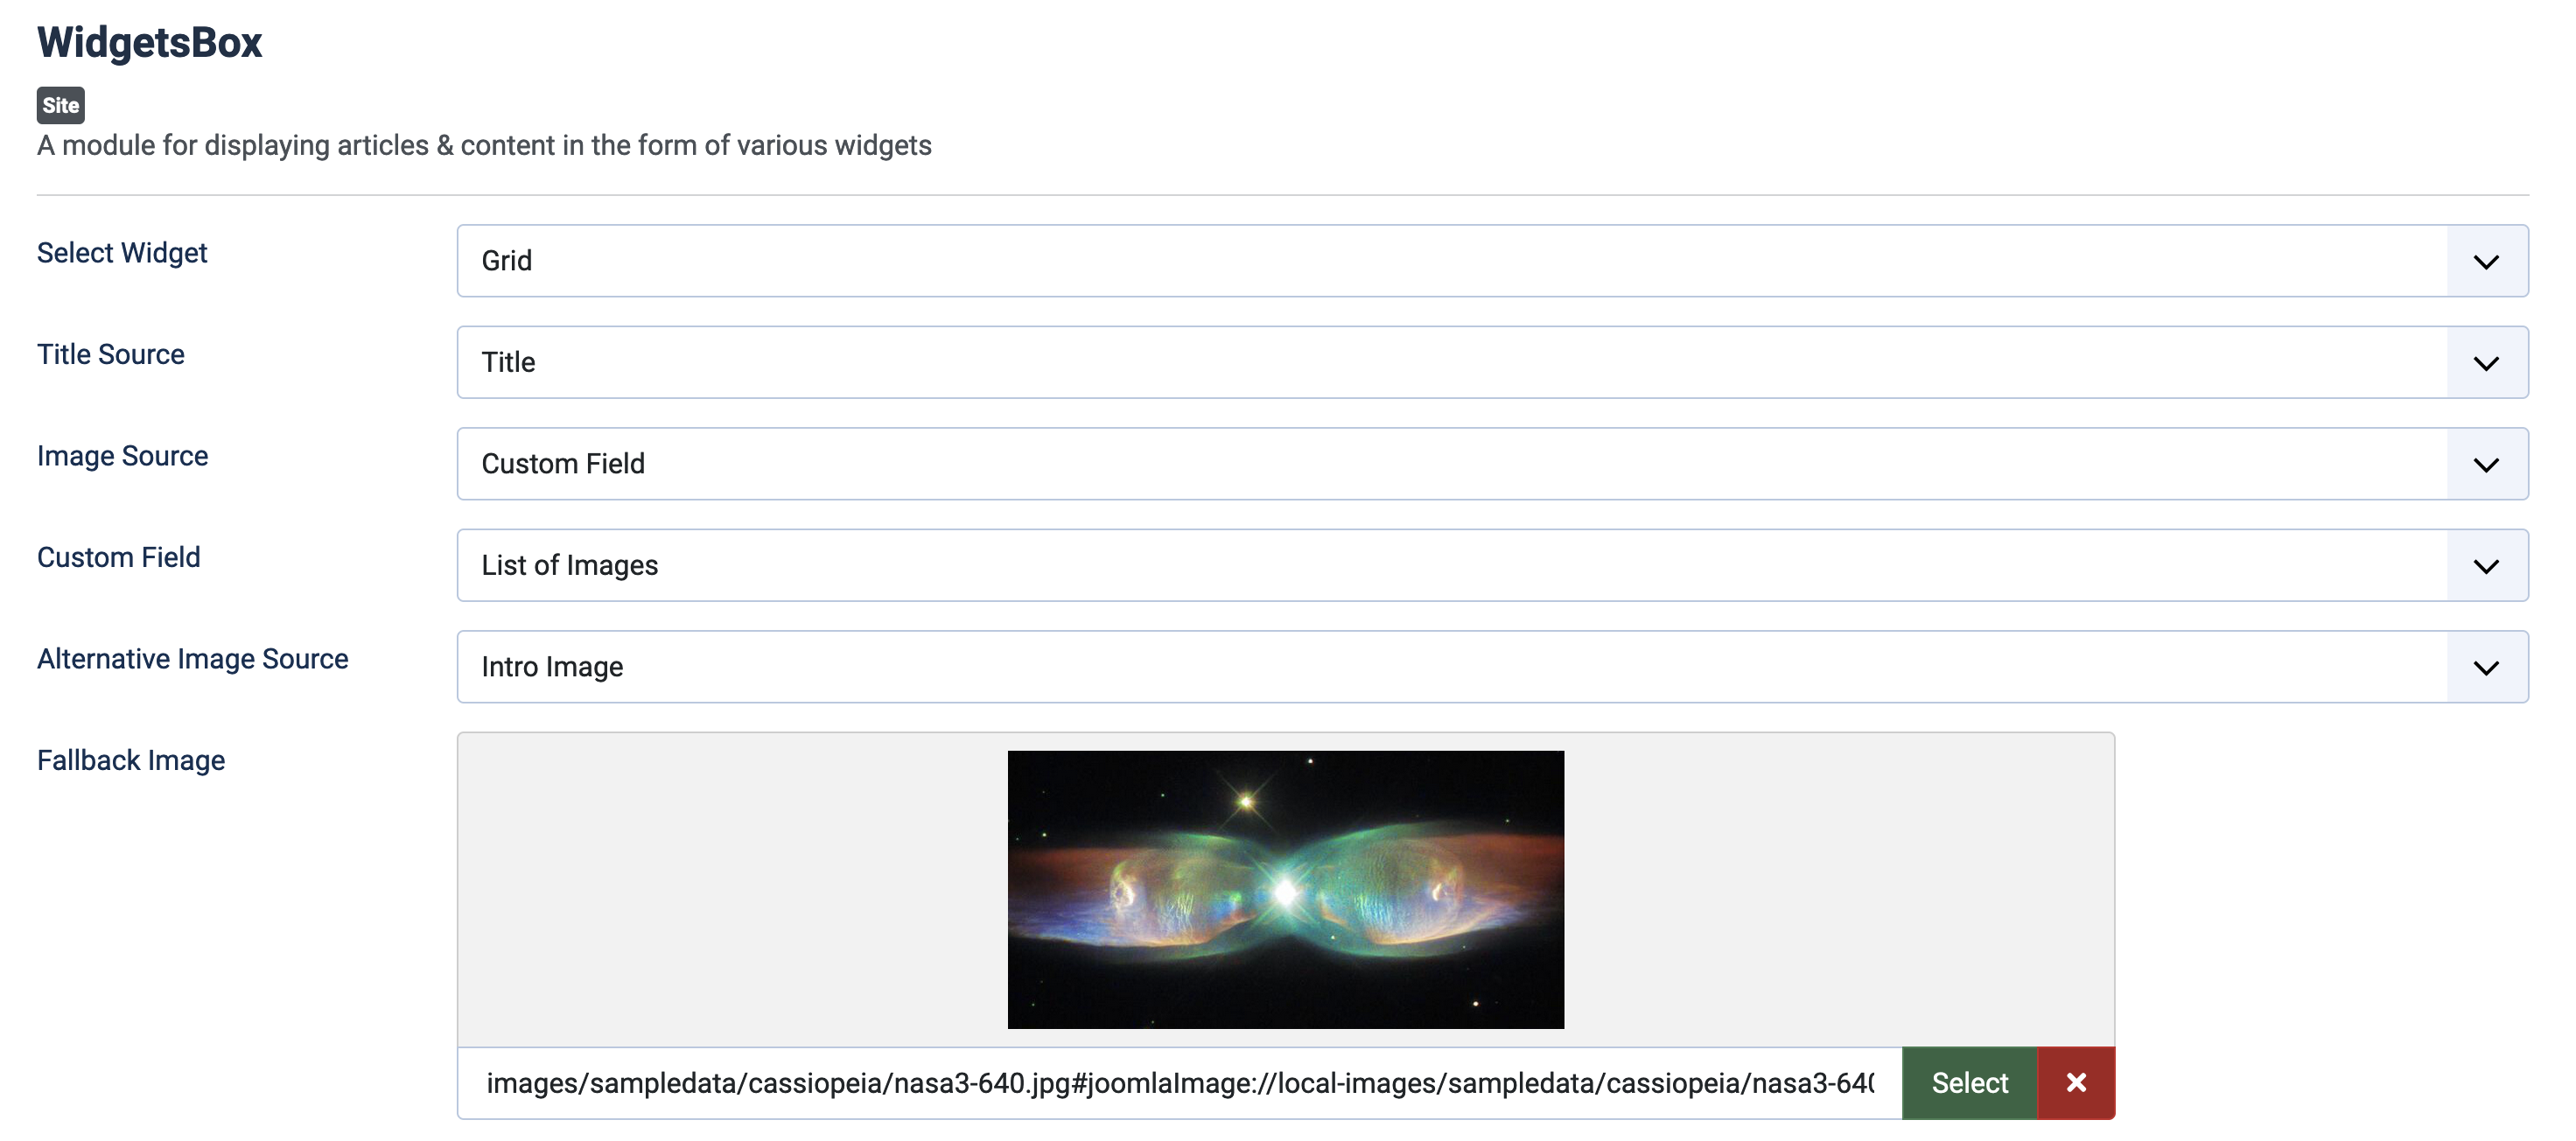 WidgetsBox
Site
A module for displaying articles & content in the form of various widgets
Select Widget
Grid
Title Source
Title
Image Source
Custom Field
Custom Field
List of Images
Alternative Image Source
Intro Image
Fallback Image
images/sampledata/cassiopeia/nasa3-640.jpg#joomlaImage://local-images/sampledata/cassiopeia/nasa3-640
Select